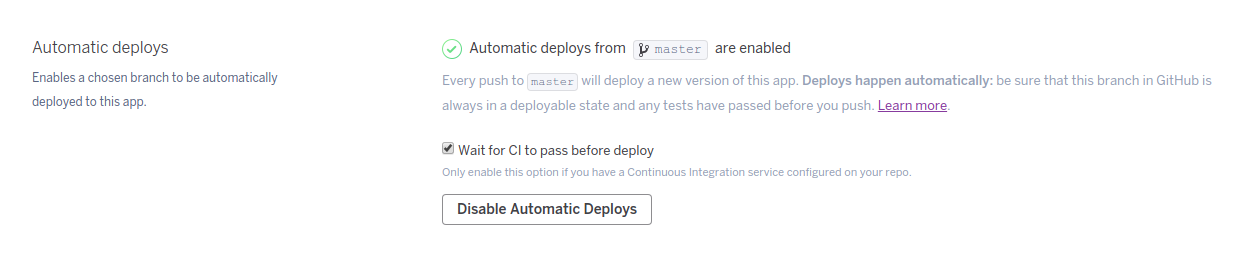 Automatic deploys
Enables a chosen branch to be automatically
deployed to this app.
Automatic deploys from master are enabled
Every push to master will deploy a new version of this app. Deploys happen automatically: be sure that this branch in GitHub is
always in a deployable state and any tests have passed before you push. Learn more.
Wait for CI to pass before deploy
Only enable this option if you have a Continuous Integration service configured on your repo.
Disable Automatic Deploys